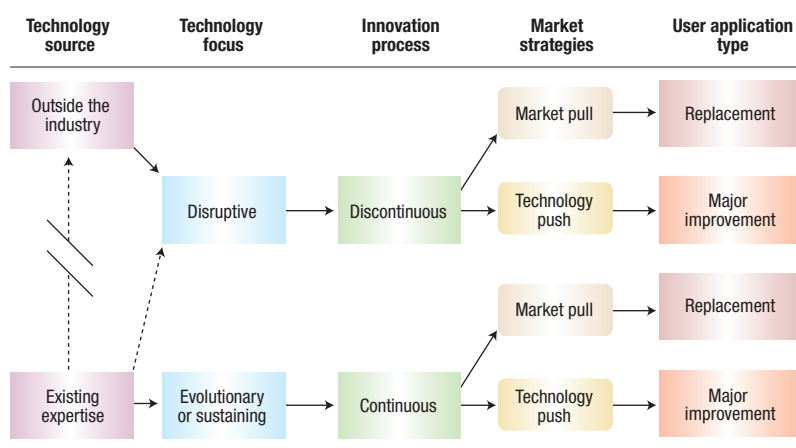 Technology
source
Technology
focus
Innovation
process
Market
strategies
User application
type
Outside the
industry
Market pull
Replacement
Disruptive
Discontinuous
Technology
push
Major
improvement
Market pull
Replacement
Existing
expertise
Evolutionary
or sustaining
Continuous
Technology
push
Major
improvement